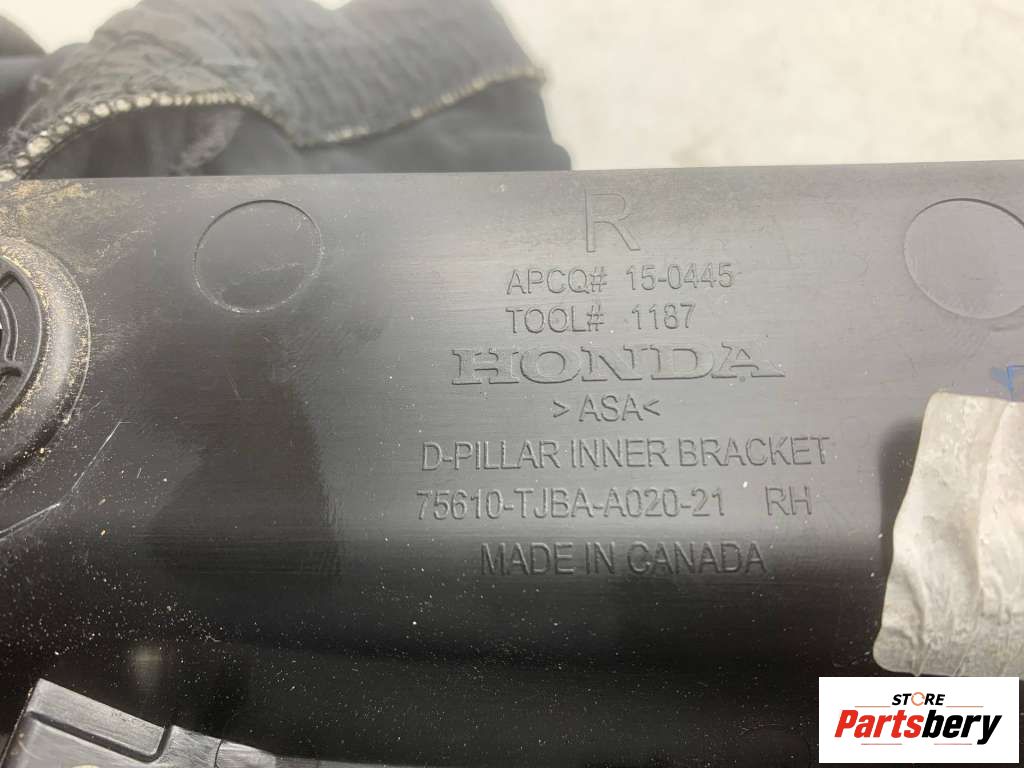 R
APCQ# 15-0445
TOOL# 1187
HONDA
>ASA<
D-PILLAR INNER BRACKET
75610-TJBA-A020-21 RH
MADE IN CANADA
STORE
Partsbery